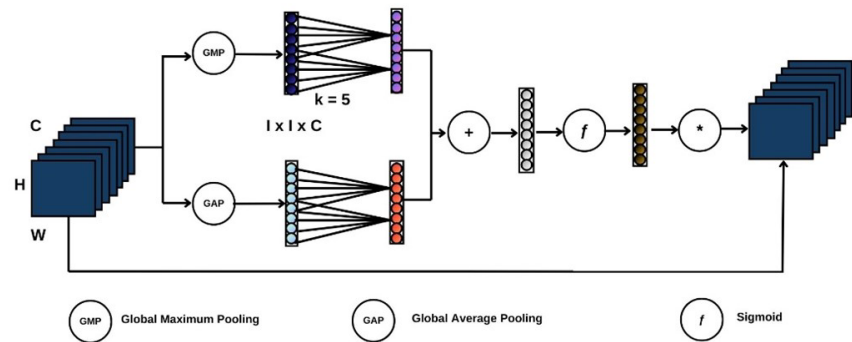 GMP
k = 5
I x I x C
C
H
W
+
f
*
GAP
GMP Global Maximum Pooling
GAP Global Average Pooling
f Sigmoid